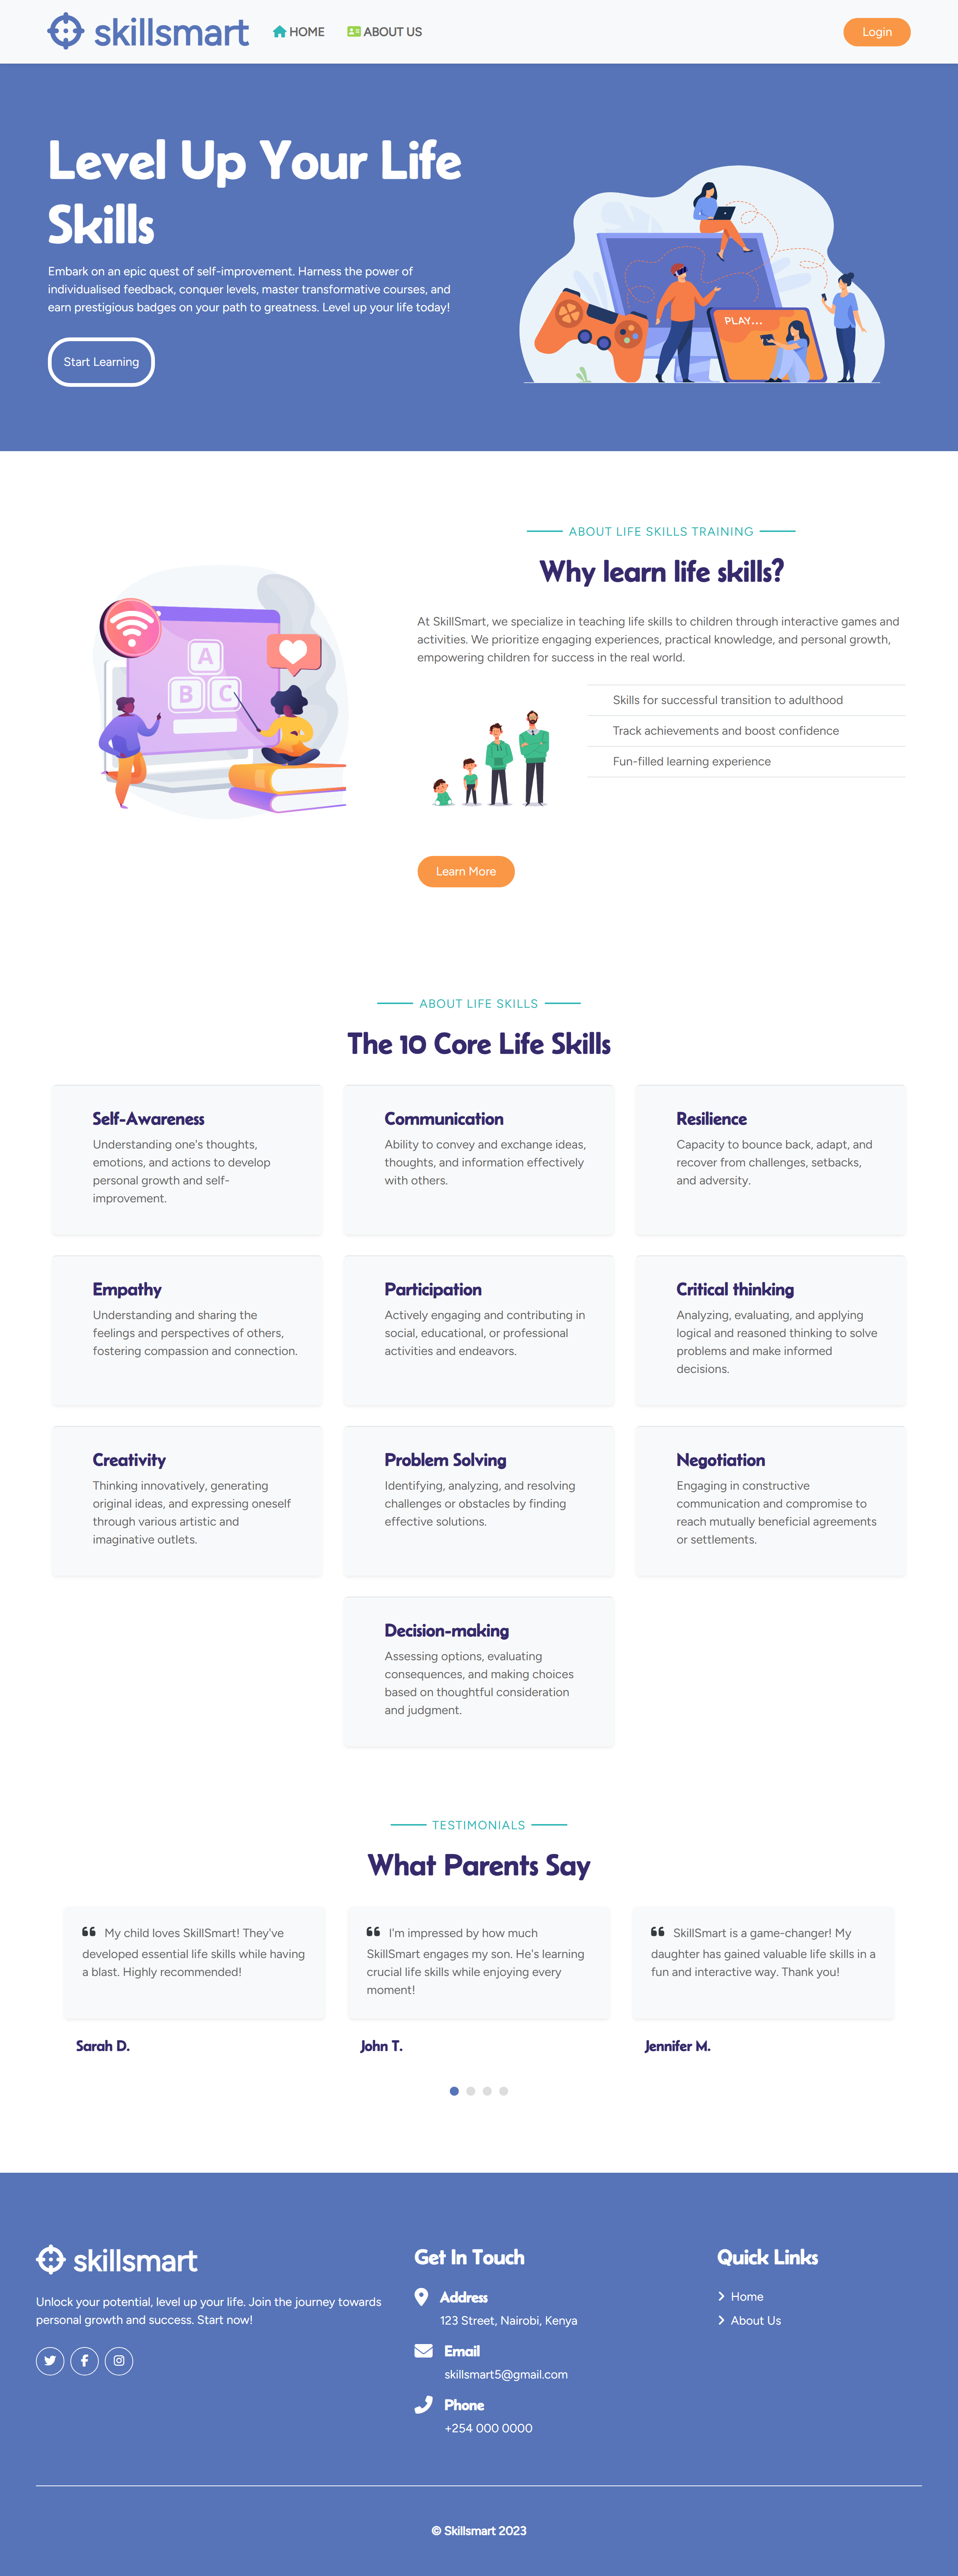 skillsmart
HOME
ABOUT US
Login
Level Up Your Life
Skills
Embark on an epic quest of self-improvement. Harness the power of
individualised feedback, conquer levels, master transformative courses, and
earn prestigious badges on your path to greatness. Level up your life today!
Start Learning
PLAY...
ABOUT LIFE SKILLS TRAINING
Why learn life skills?
At SkillSmart, we specialize in teaching life skills to children through interactive games and
activities. We prioritize engaging experiences, practical knowledge, and personal growth,
empowering children for success in the real world.
A
B C
Skills for successful transition to adulthood
Track achievements and boost confidence
Fun-filled learning experience
Learn More
ABOUT LIFE SKILLS
The 10 Core Life Skills
Self-Awareness
Understanding one's thoughts,
emotions, and actions to develop
personal growth and self-
improvement.
Communication
Ability to convey and exchange ideas,
thoughts, and information effectively
with others.
Resilience
Capacity to bounce back, adapt, and
recover from challenges, setbacks,
and adversity.
Empathy
Understanding and sharing the
feelings and perspectives of others,
fostering compassion and connection.
Participation
Actively engaging and contributing in
social, educational, or professional
activities and endeavors.
Critical thinking
Analyzing, evaluating, and applying
logical and reasoned thinking to solve
problems and make informed
decisions.
Creativity
Thinking innovatively, generating
original ideas, and expressing oneself
through various artistic and
imaginative outlets.
Problem Solving
Identifying, analyzing, and resolving
challenges or obstacles by finding
effective solutions.
Negotiation
Engaging in constructive
communication and compromise to
reach mutually beneficial agreements
or settlements.
Decision-making
Assessing options, evaluating
consequences, and making choices
based on thoughtful consideration
and judgment.
TESTIMONIALS
What Parents Say
My child loves SkillSmart! They've
developed essential life skills while having
a blast. Highly recommended!
Sarah D.
I'm impressed by how much
SkillSmart engages my son. He's learning
crucial life skills while enjoying every
moment!
John T.
SkillSmart is a game-changer! My
daughter has gained valuable life skills in a
fun and interactive way. Thank you!
Jennifer M.
skillsmart
Unlock your potential, level up your life. Join the journey towards
personal growth and success. Start now!
Get In Touch
Address
123 Street, Nairobi, Kenya
Email
skillsmart5@gmail.com
Phone
+254 000 0000
Quick Links
Home
About Us
© Skillsmart 2023